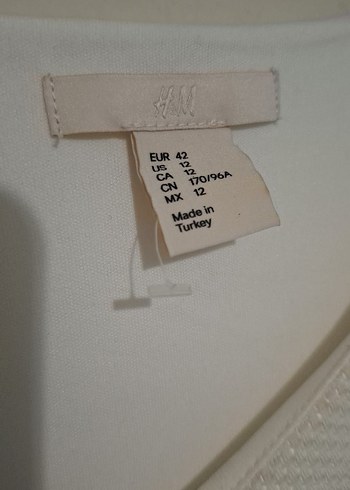 H&M
EUR 42
US 12
CA 12
CN 170/96A
MX 12
Made in
Turkey